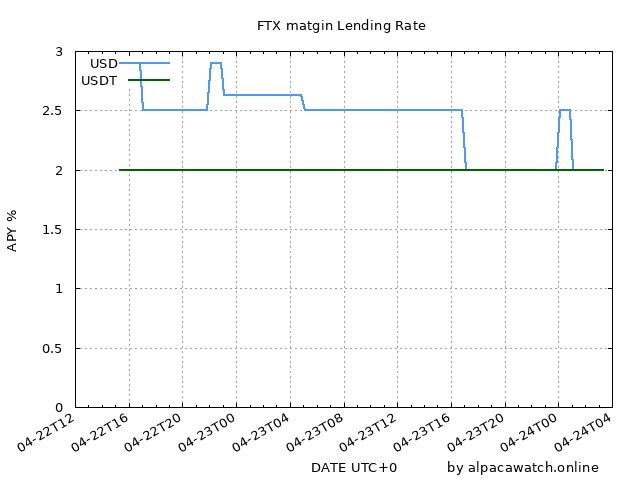 FTX matgin Lending Rate
3
USD
USDT
2.5
2
1.5
APY %
1
0.5
0
04-22T12 04-22T16 04-22T20 04-23T00 04-23T04 04-23T08 04-23T12 04-23T16 04-23T20 04-24T00 04-24T04
DATE UTC+0 by alpacawatch.online